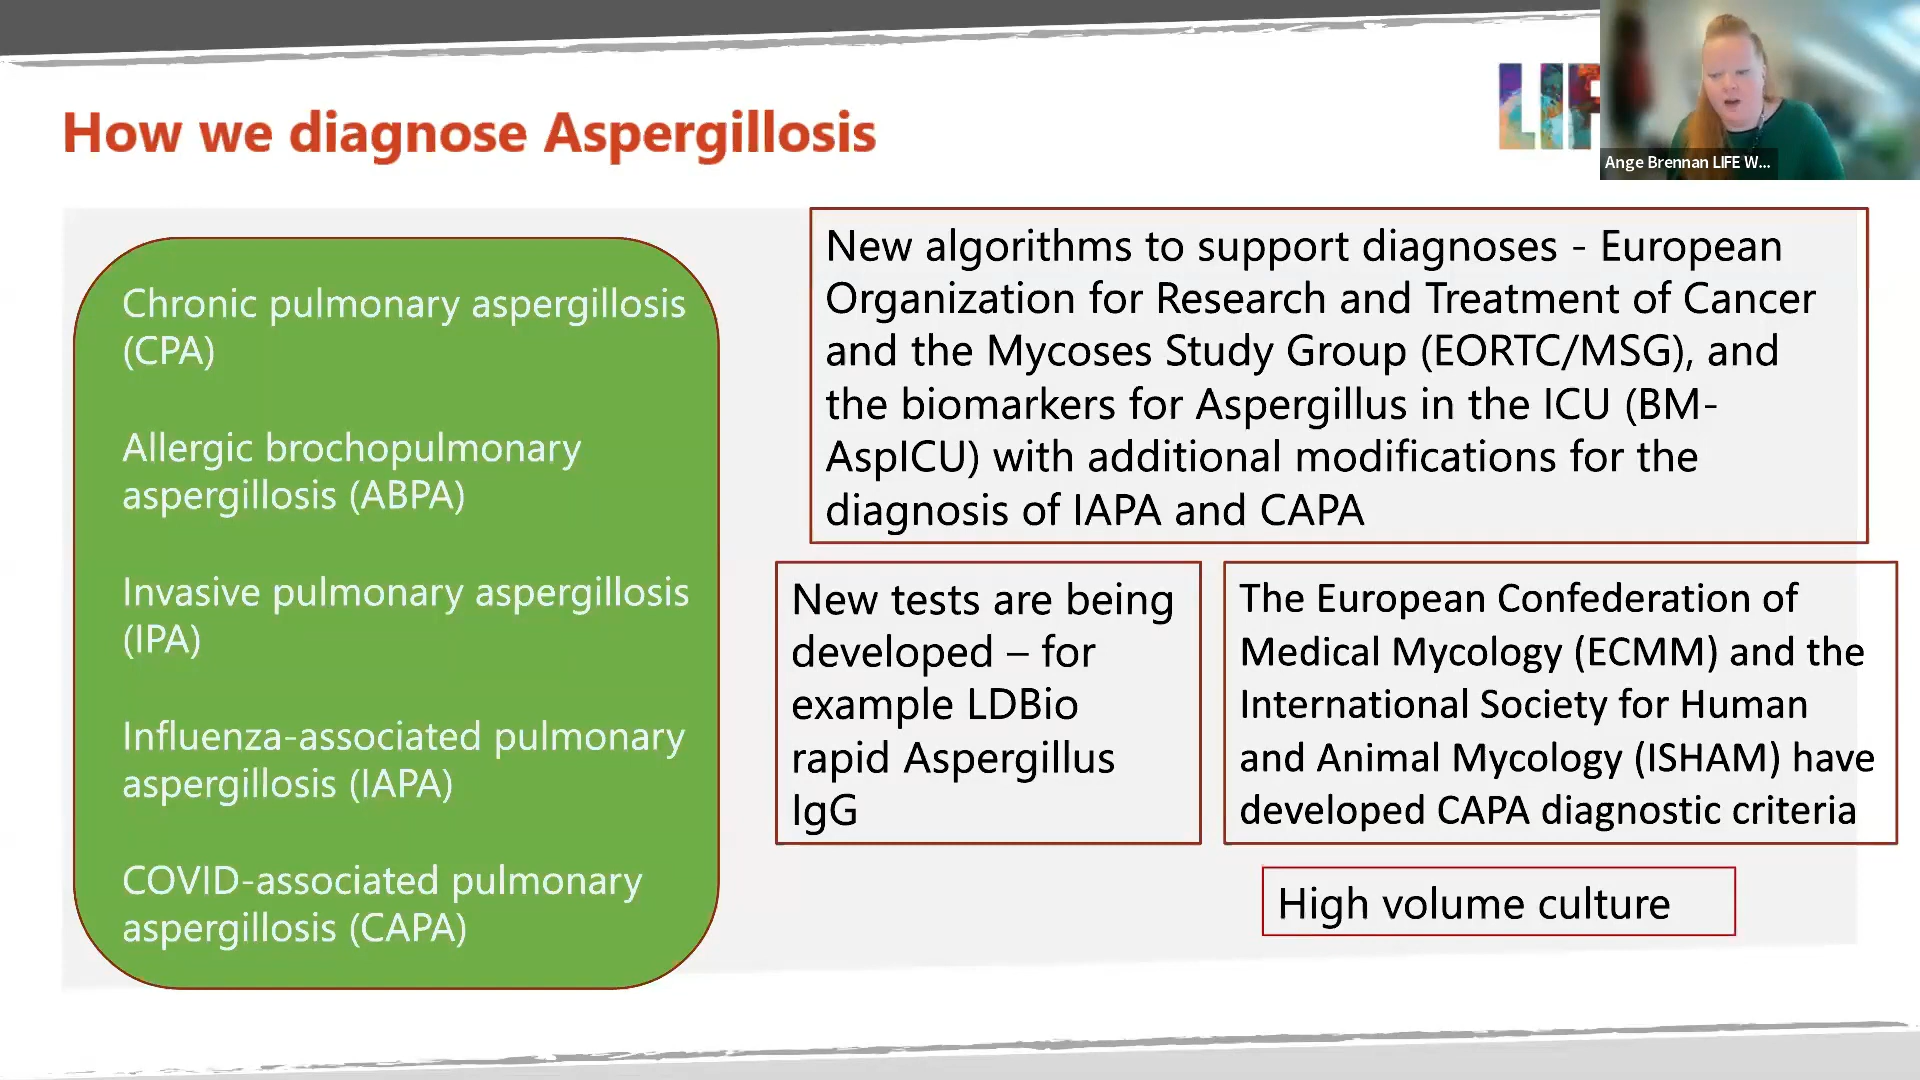 How we diagnose Aspergillosis
Ange Brennan LIFE W...
Chronic pulmonary aspergillosis
(CPA)
Allergic brochopulmonary
aspergillosis (ABPA)
Invasive pulmonary aspergillosis
(IPA)
Influenza-associated pulmonary
aspergillosis (IAPA)
COVID-associated pulmonary
aspergillosis (CAPA)
New algorithms to support diagnoses - European
Organization for Research and Treatment of Cancer
and the Mycoses Study Group (EORTC/MSG), and
the biomarkers for Aspergillus in the ICU (BM-
AspICU) with additional modifications for the
diagnosis of IAPA and CAPA
New tests are being
developed – for
example LDBio
rapid Aspergillus
IgG
The European Confederation of
Medical Mycology (ECMM) and the
International Society for Human
and Animal Mycology (ISHAM) have
developed CAPA diagnostic criteria
High volume culture